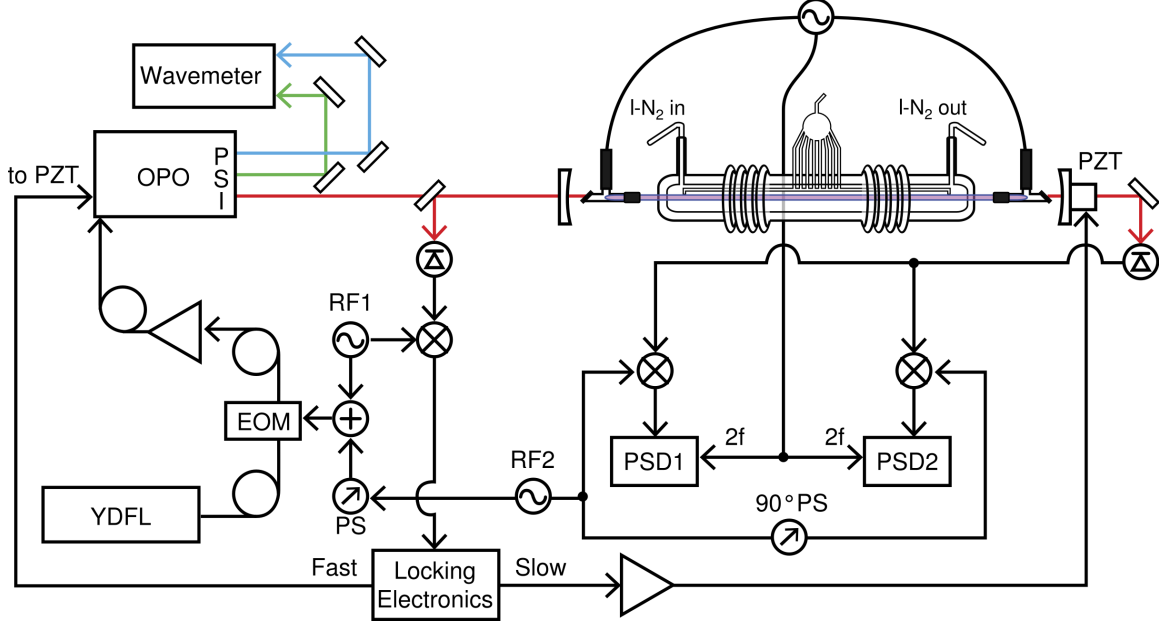 Wavemeter
l-N2 in
l-N2 out
to PZT
OPO
P
S
I
PZT
RF1
EOM
2f
2f
PSD1
PSD2
RF2
YDFL
PS
90°PS
Fast
Locking
Electronics
Slow